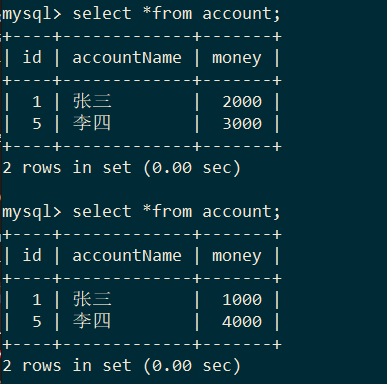 mysql> select *from account;
+----+-------------+-------+
| id | accountName | money |
+----+-------------+-------+
|  1 | 张三        |  2000 |
|  5 | 李四        |  3000 |
+----+-------------+-------+
2 rows in set (0.00 sec)
mysql> select *from account;
+----+-------------+-------+
| id | accountName | money |
+----+-------------+-------+
|  1 | 张三        |  1000 |
|  5 | 李四        |  4000 |
+----+-------------+-------+
2 rows in set (0.00 sec)